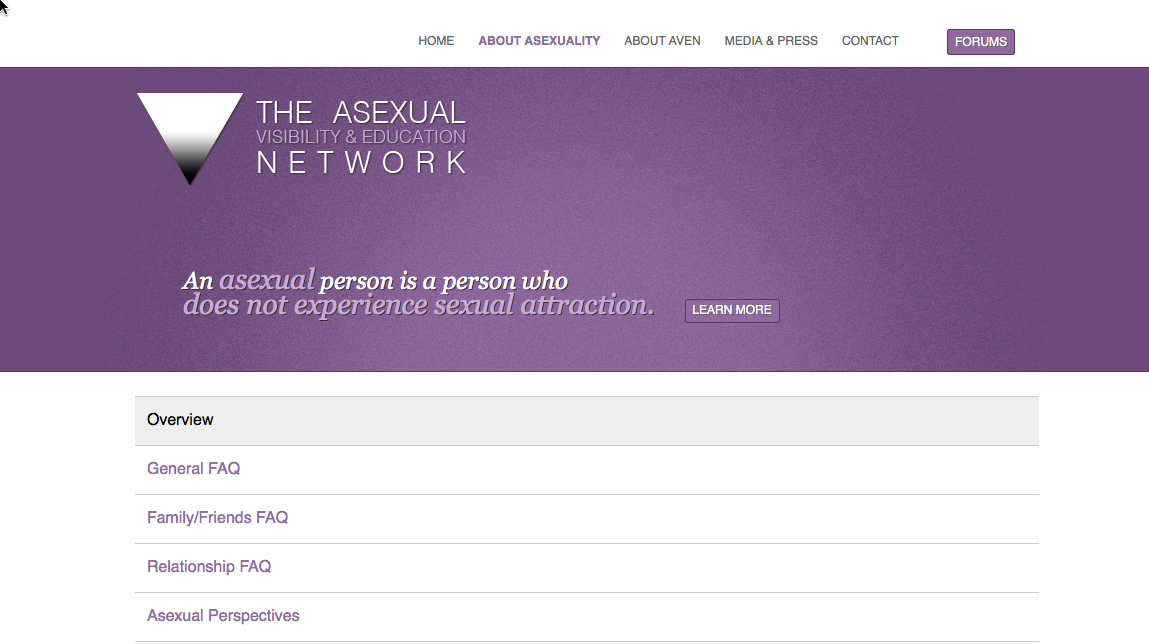 HOME ABOUT ASEXUALITY ABOUT AVEN MEDIA & PRESS CONTACT FORUMS
THE ASEXUAL
VISIBILITY & EDUCATION
NETWORK
An asexual person is a person who
does not experience sexual attraction.
LEARN MORE
Overview
General FAQ
Family/Friends FAQ
Relationship FAQ
Asexual Perspectives